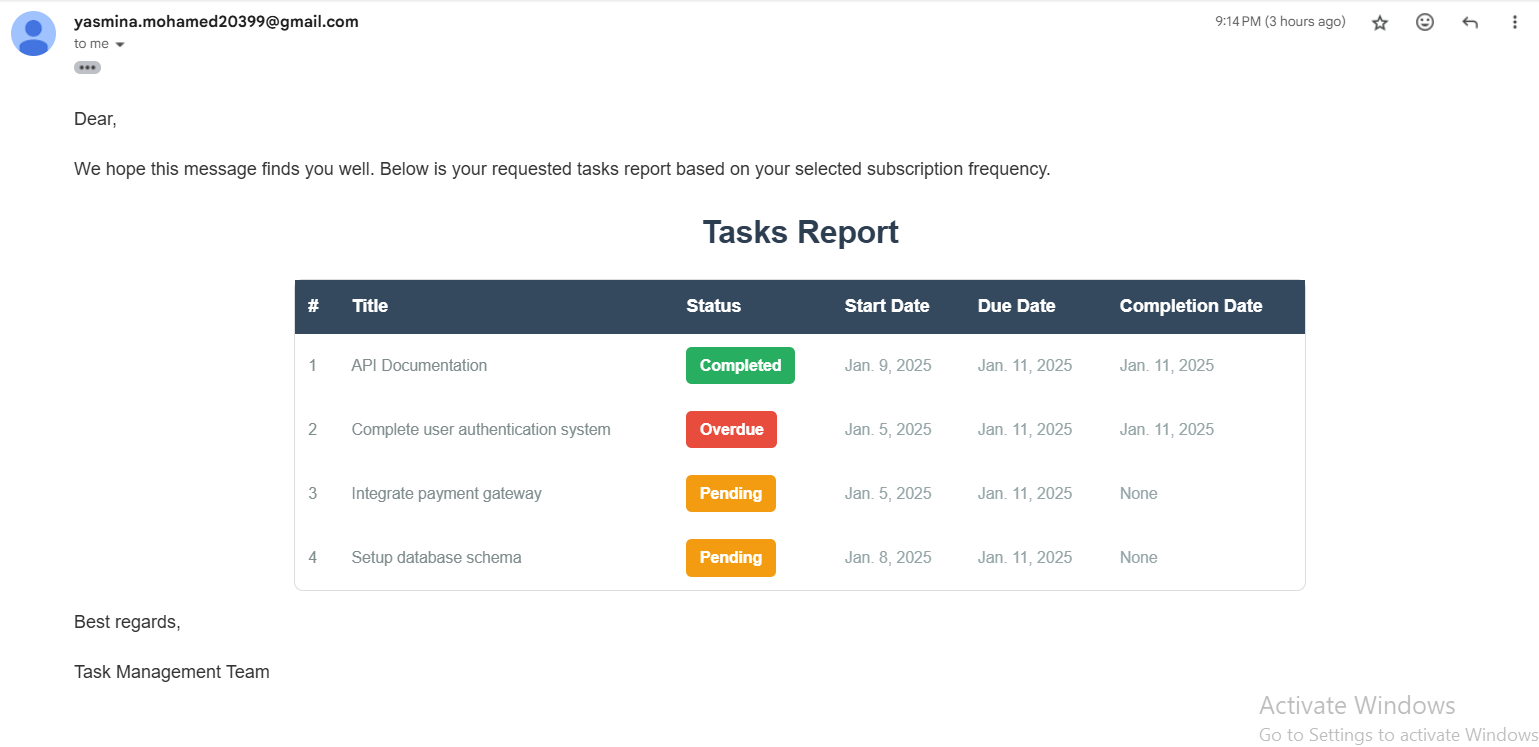 yasmina.mohamed20399@gmail.com 9:14 PM (3 hours ago)
to me
Dear,
We hope this message finds you well. Below is your requested tasks report based on your selected subscription frequency.
Tasks Report
# Title Status Start Date Due Date Completion Date
1 API Documentation Completed Jan. 9, 2025 Jan. 11, 2025 Jan. 11, 2025
2 Complete user authentication system Overdue Jan. 5, 2025 Jan. 11, 2025 Jan. 11, 2025
3 Integrate payment gateway Pending Jan. 5, 2025 Jan. 11, 2025 None
4 Setup database schema Pending Jan. 8, 2025 Jan. 11, 2025 None
Best regards,
Task Management Team
Activate Windows
Go to Settings to activate Windows